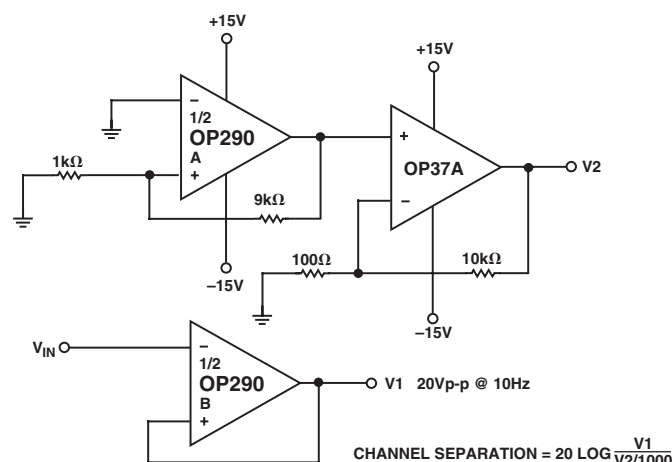 +15V
+15V
−
1/2
OP290
A
+
1kΩ
9kΩ
−15V
+
OP37A
−
V2
100Ω
10kΩ
−15V
VIN
−
1/2
OP290
B
+
V1 20Vp-p @ 10Hz
CHANNEL SEPARATION = 20 LOG V1
V2/1000